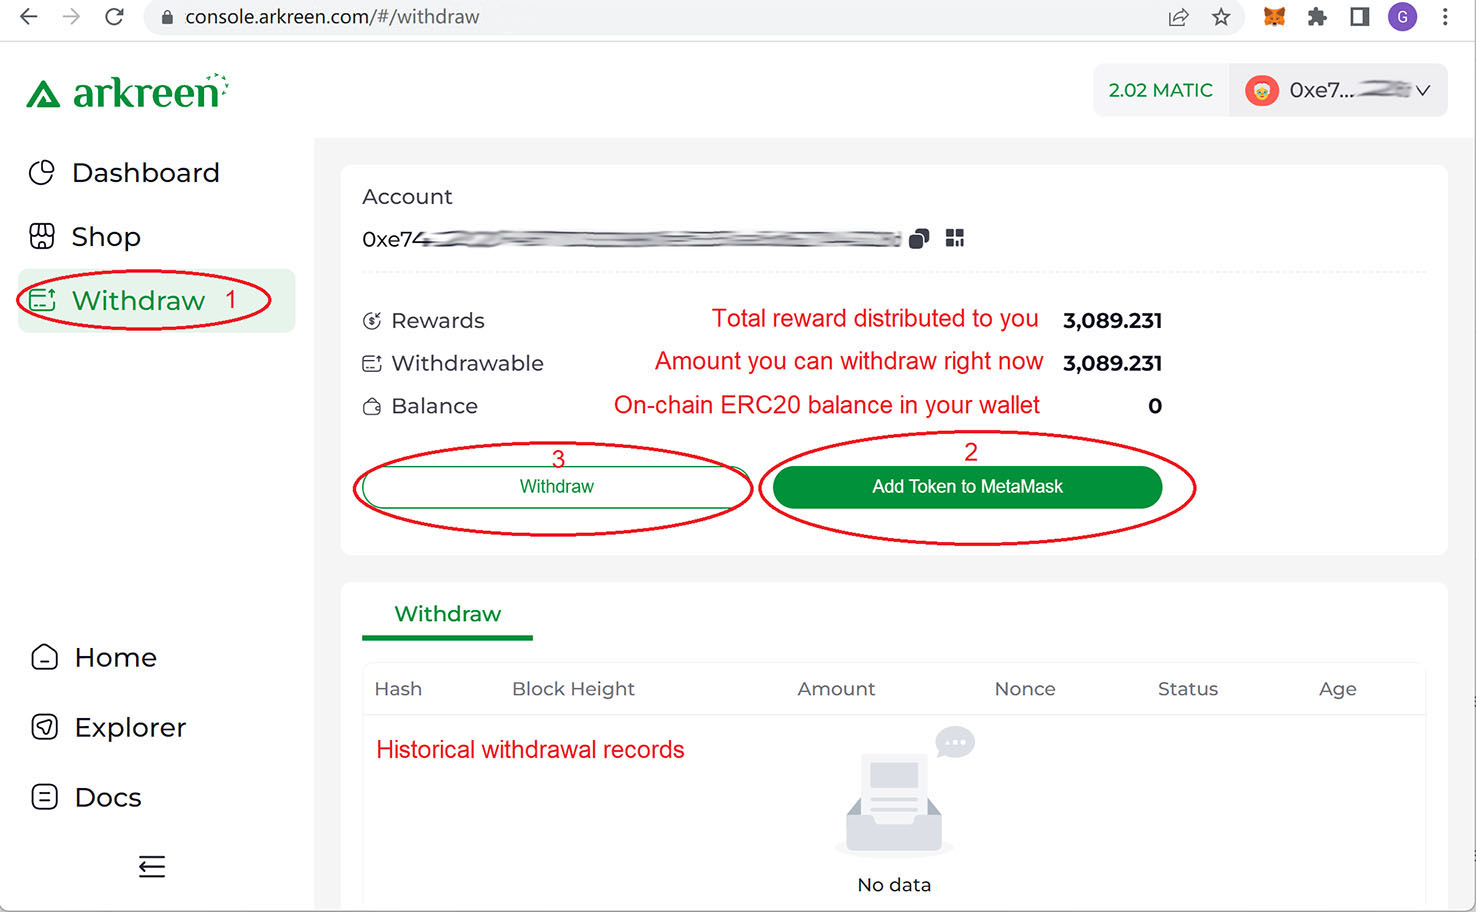 console.arkreen.com/#/withdraw
G
arkreen
2.02 MATIC
0xe7...
Dashboard
Shop
Withdraw 1
Account
0xe74
Rewards Total reward distributed to you 3,089.231
Withdrawable Amount you can withdraw right now 3,089.231
Balance On-chain ERC20 balance in your wallet 0
3
Withdraw
2
Add Token to MetaMask
Withdraw
Hash Block Height Amount Nonce Status Age
Historical withdrawal records
No data
Home
Explorer
Docs